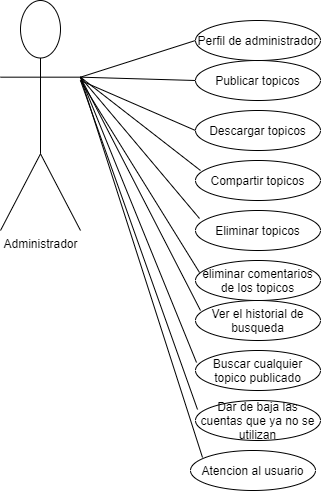 Perfil de administrador
Publicar topicos
Descargar topicos
Compartir topicos
Eliminar topicos
Administrador
eliminar comentarios
de los topicos
Ver el historial de
busqueda
Buscar cualquier
topico publicado
Dar de baja las
cuentas que ya no se
utilizan
Atencion al usuario